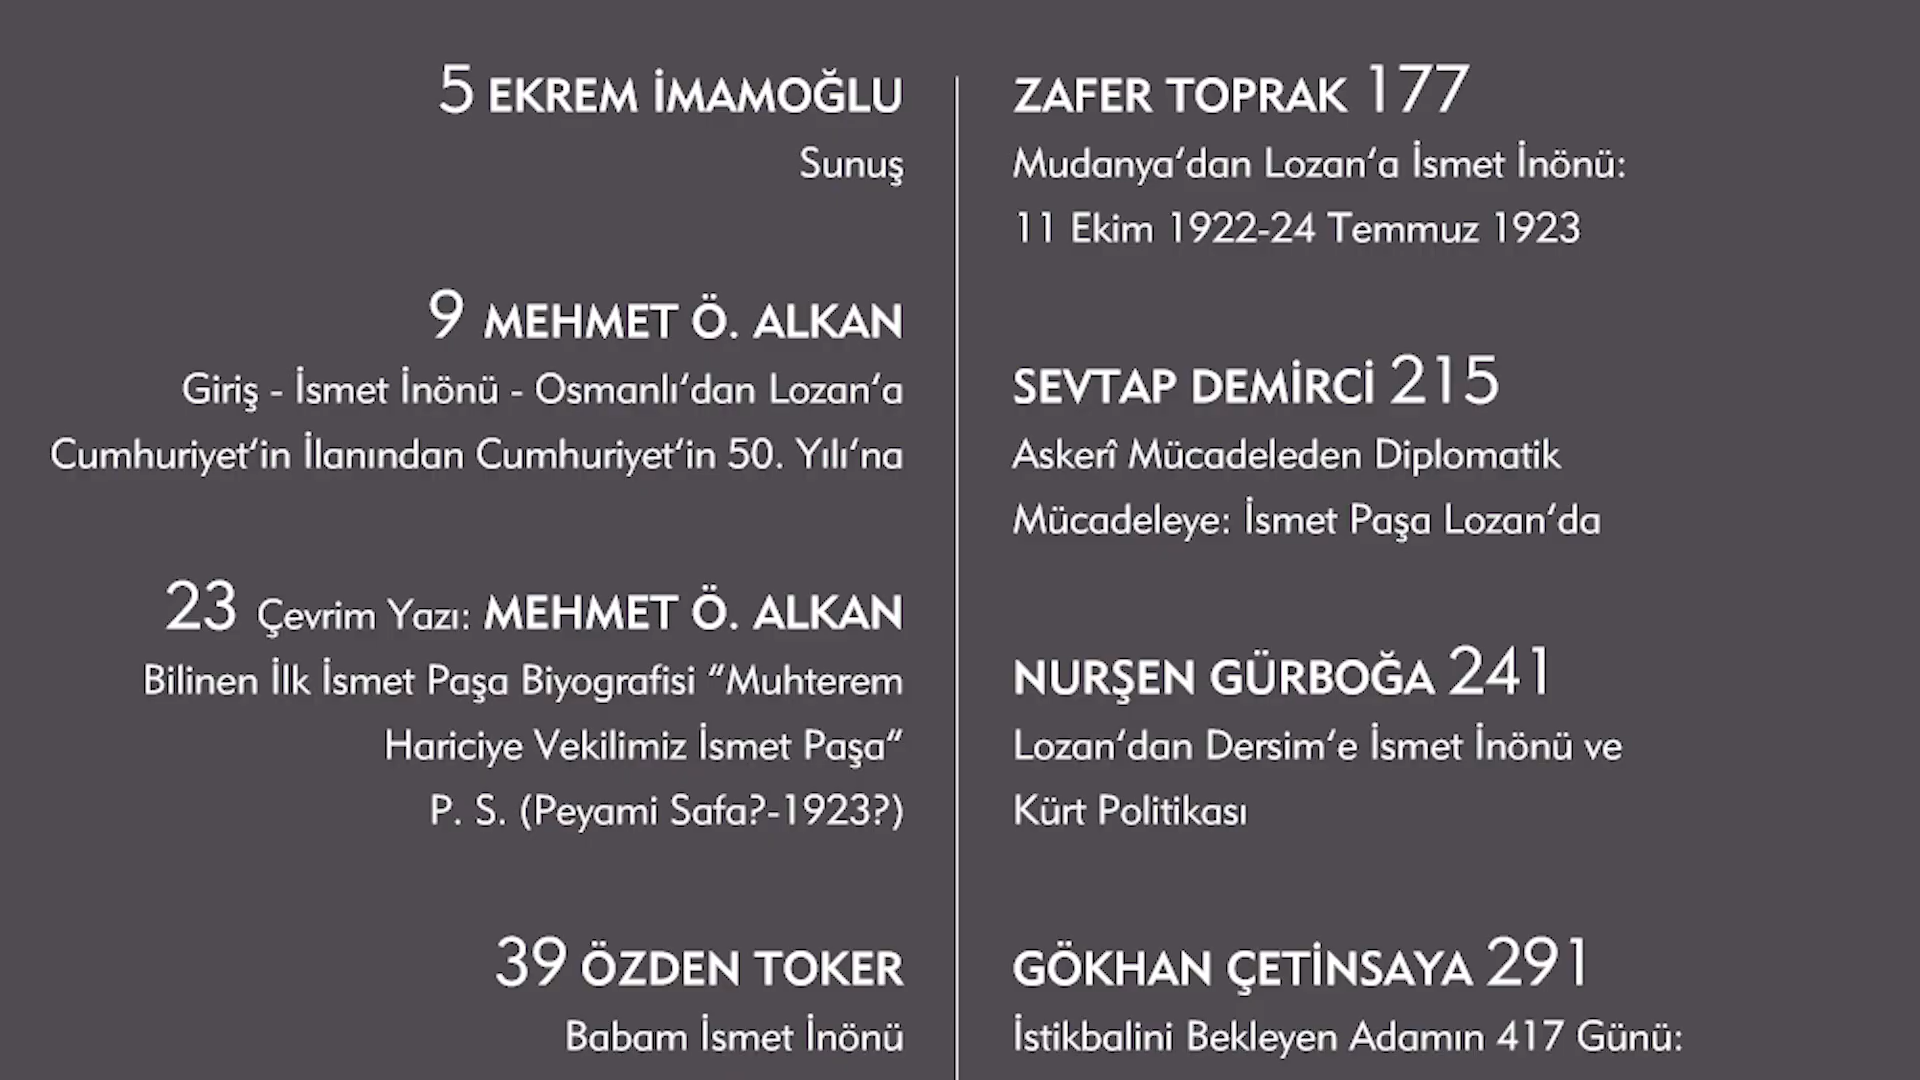 5 EKREM İMAMOĞLU
Sunuş
9 MEHMET Ö. ALKAN
Giriş - İsmet İnönü - Osmanlı‘dan Lozan‘a
Cumhuriyet‘in İlanından Cumhuriyet‘in 50. Yılı‘na
23 Çevrim Yazı: MEHMET Ö. ALKAN
Bilinen İlk İsmet Paşa Biyografisi “Muhterem
Hariciye Vekilimiz İsmet Paşa“
P. S. (Peyami Safa?-1923?)
39 ÖZDEN TOKER
Babam İsmet İnönü
ZAFER TOPRAK 177
Mudanya‘dan Lozan‘a İsmet İnönü:
11 Ekim 1922-24 Temmuz 1923
SEVTAP DEMİRCİ 215
Askerî Mücadeleden Diplomatik
Mücadeleye: İsmet Paşa Lozan‘da
NURŞEN GÜRBOĞA 241
Lozan‘dan Dersim‘e İsmet İnönü ve
Kürt Politikası
GÖKHAN ÇETİNSAYA 291
İstikbalini Bekleyen Adamın 417 Günü: